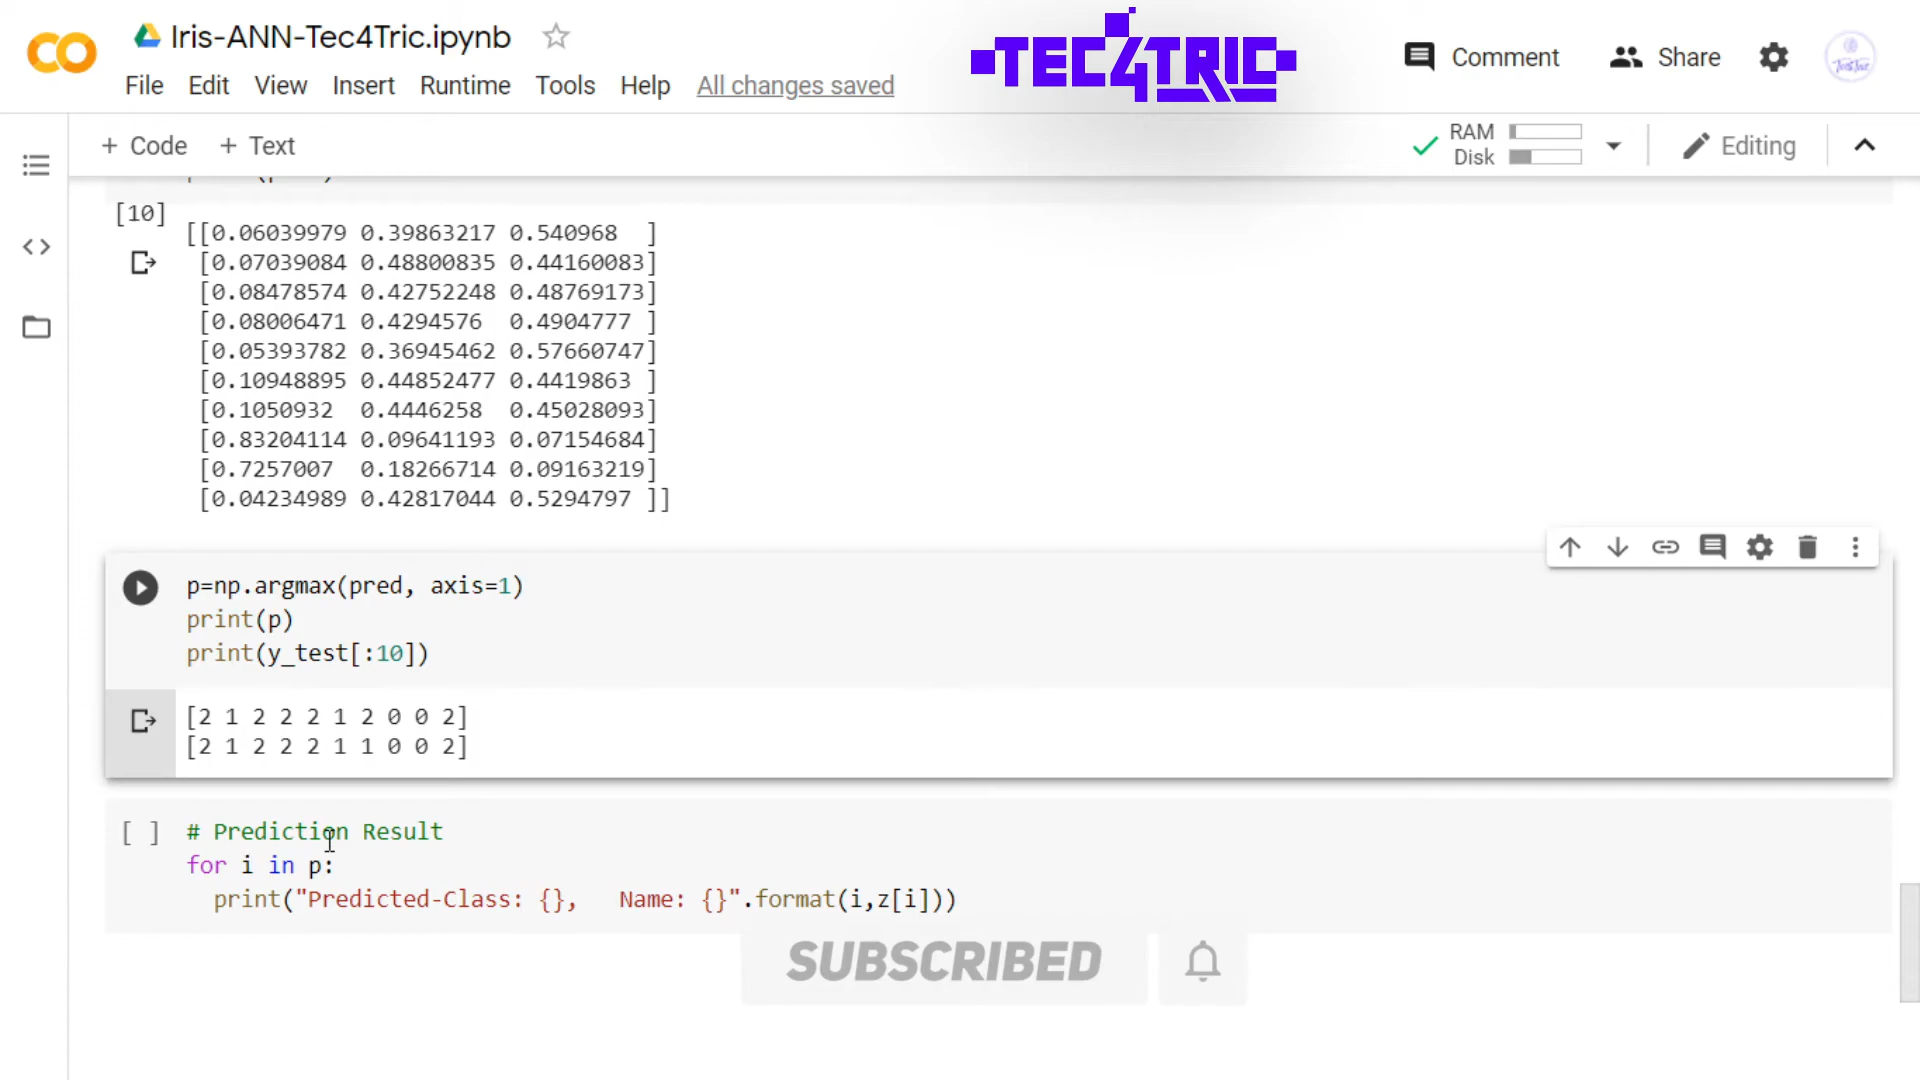 Iris-ANN-Tec4Tric.ipynb
TEC4TRIC
Comment
Share
File Edit View Insert Runtime Tools Help All changes saved
+ Code + Text
RAM
Disk
Editing
[10]
[[0.06039979 0.39863217 0.540968  ]
[0.07039084 0.48800835 0.44160083]
[0.08478574 0.42752248 0.48769173]
[0.08006471 0.4294576  0.4904777 ]
[0.05393782 0.36945462 0.57660747]
[0.10948895 0.44852477 0.4419863 ]
[0.1050932  0.4446258  0.45028093]
[0.83204114 0.09641193 0.07154684]
[0.7257007  0.18266714 0.09163219]
[0.04234989 0.42817044 0.5294797 ]]
p=np.argmax(pred, axis=1)
print(p)
print(y_test[:10])
[2 1 2 2 2 1 2 0 0 2]
[2 1 2 2 2 1 1 0 0 2]
[ ] # Prediction Result
for i in p:
print("Predicted-Class: {},   Name: {}".format(i,z[i]))
SUBSCRIBED